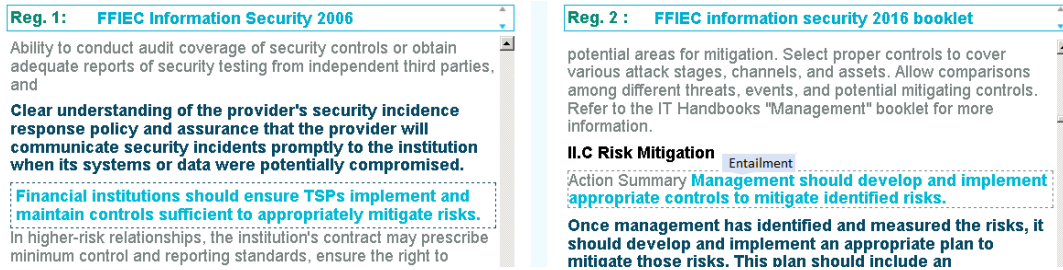 Reg. 1: FFIEC Information Security 2006
Ability to conduct audit coverage of security controls or obtain
adequate reports of security testing from independent third parties,
and
Clear understanding of the provider's security incidence
response policy and assurance that the provider will
communicate security incidents promptly to the institution
when its systems or data were potentially compromised.
Financial institutions should ensure TSPs implement and
maintain controls sufficient to appropriately mitigate risks.
In higher-risk relationships, the institution's contract may prescribe
minimum control and reporting standards, ensure the right to
Reg. 2 : FFIEC information security 2016 booklet
potential areas for mitigation. Select proper controls to cover
various attack stages, channels, and assets. Allow comparisons
among different threats, events, and potential mitigating controls.
Refer to the IT Handbooks "Management" booklet for more
information.
II.C Risk Mitigation
Entailment
Action Summary Management should develop and implement
appropriate controls to mitigate identified risks.
Once management has identified and measured the risks, it
should develop and implement an appropriate plan to
mitigate those risks. This plan should include an